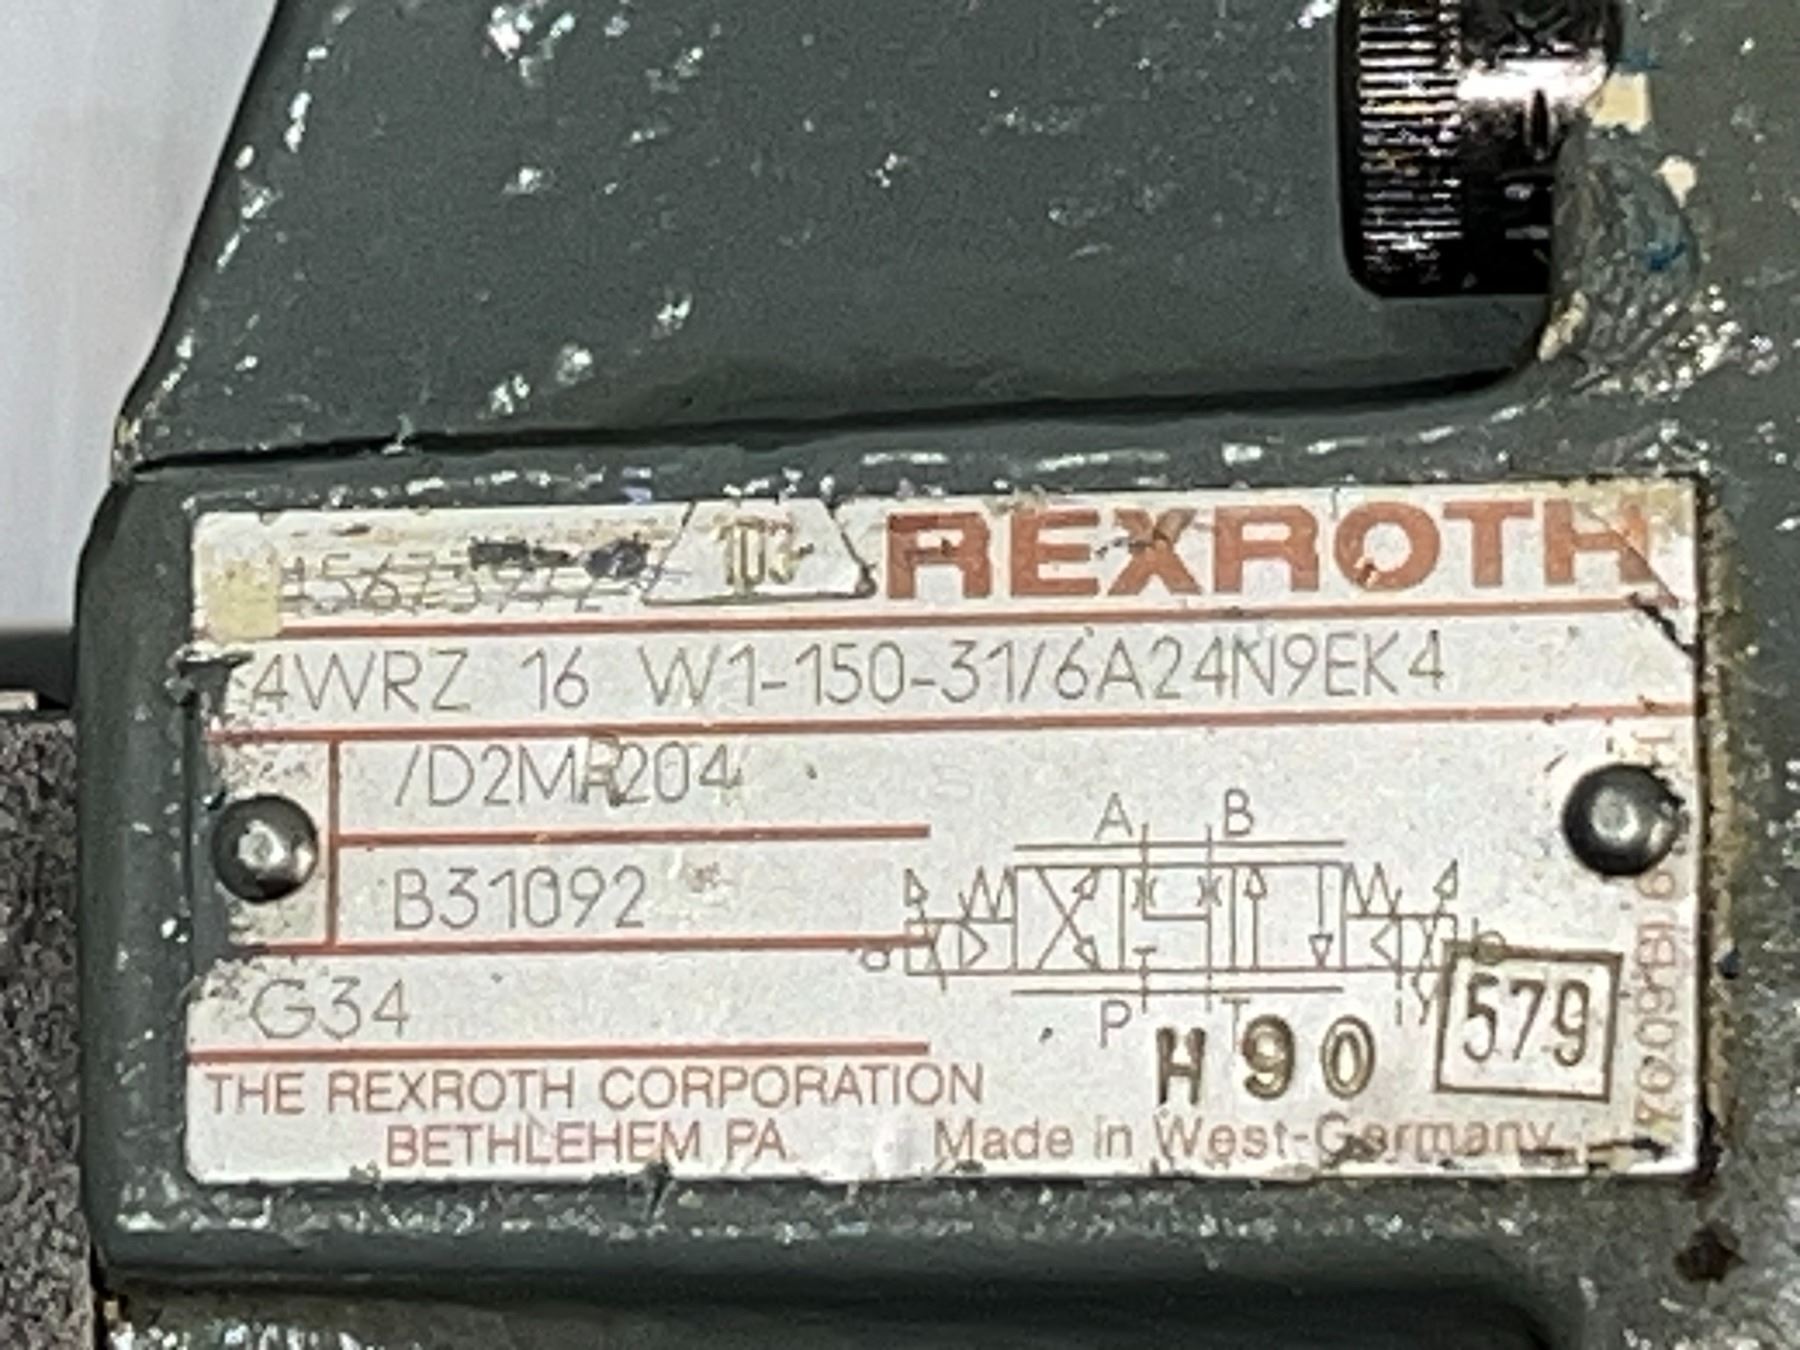 103
REXROTH
4WRZ 16 W1-150-31/6A24N9EK4
/D2MR204
B31092
A B
a
b
G34
P T
Y
H90
579
THE REXROTH CORPORATION
BETHLEHEM PA.
Made in West-Germany